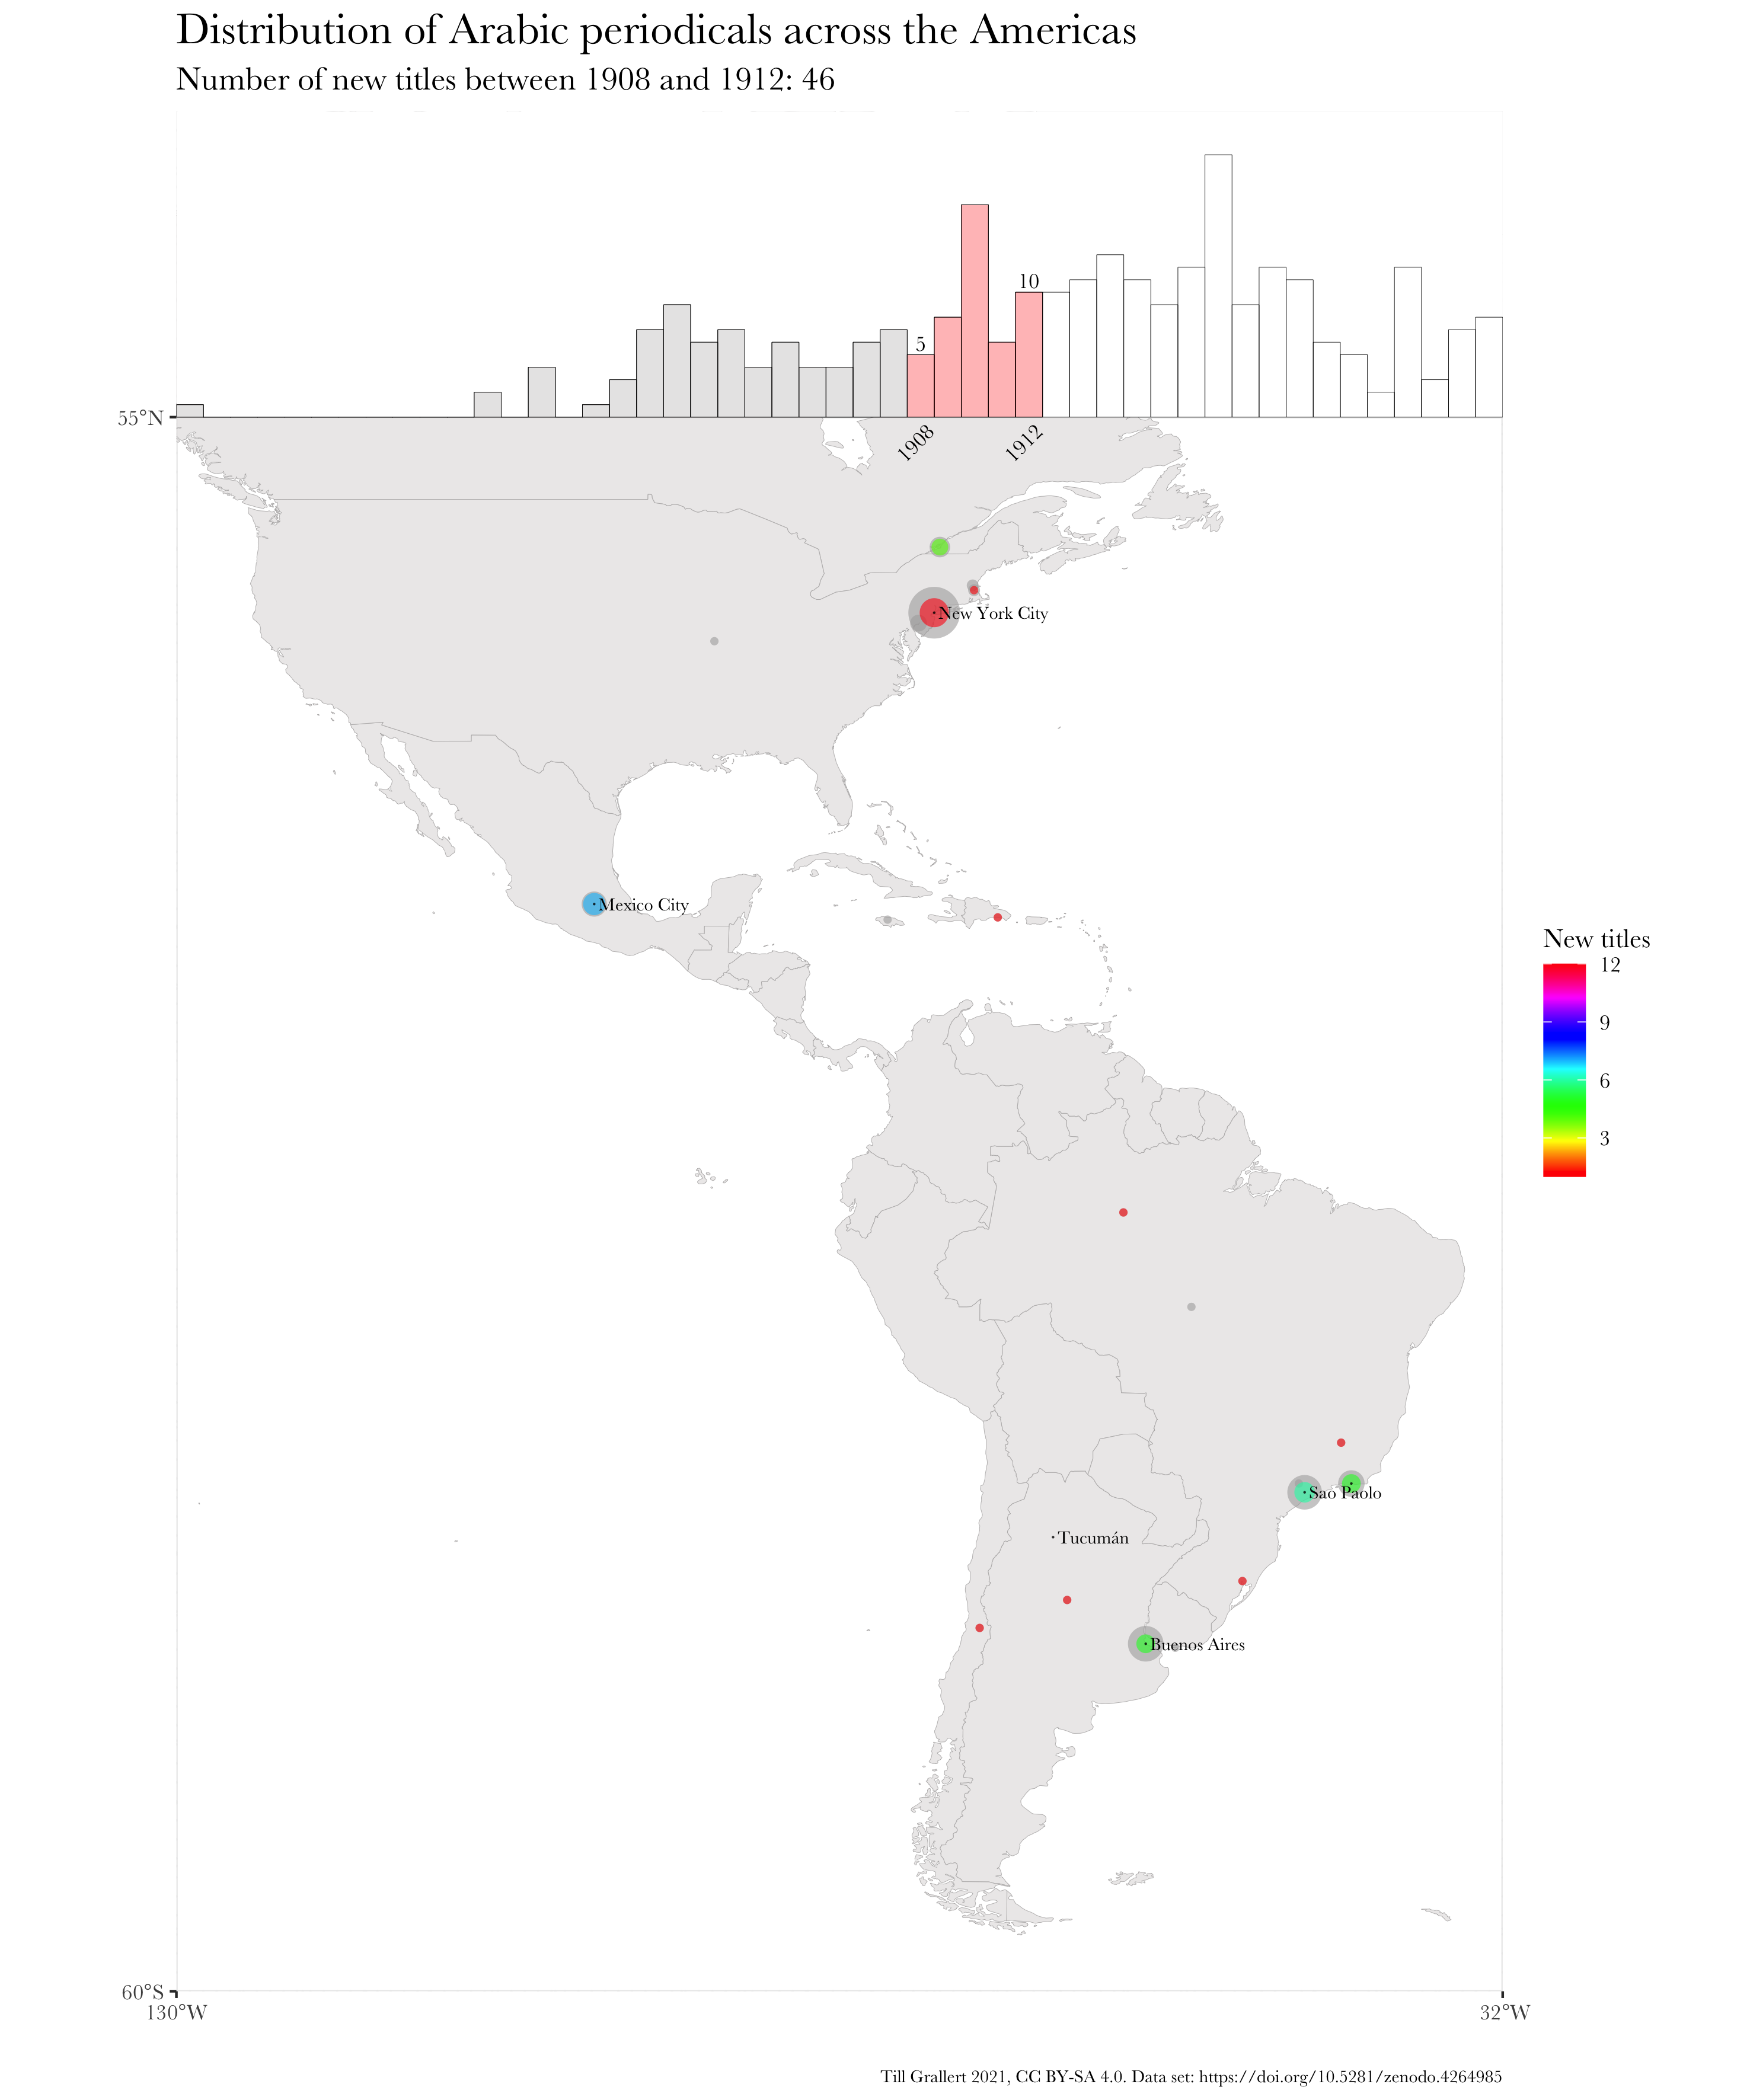 Distribution of Arabic periodicals across the Americas
Number of new titles between 1908 and 1912: 46
10
5
55°N
1908
1912
New York City
Mexico City
New titles
12
9
6
3
Sao Paolo
Tucumán
Buenos Aires
60°S
130°W
32°W
Till Grallert 2021, CC BY-SA 4.0. Data set: https://doi.org/10.5281/zenodo.4264985